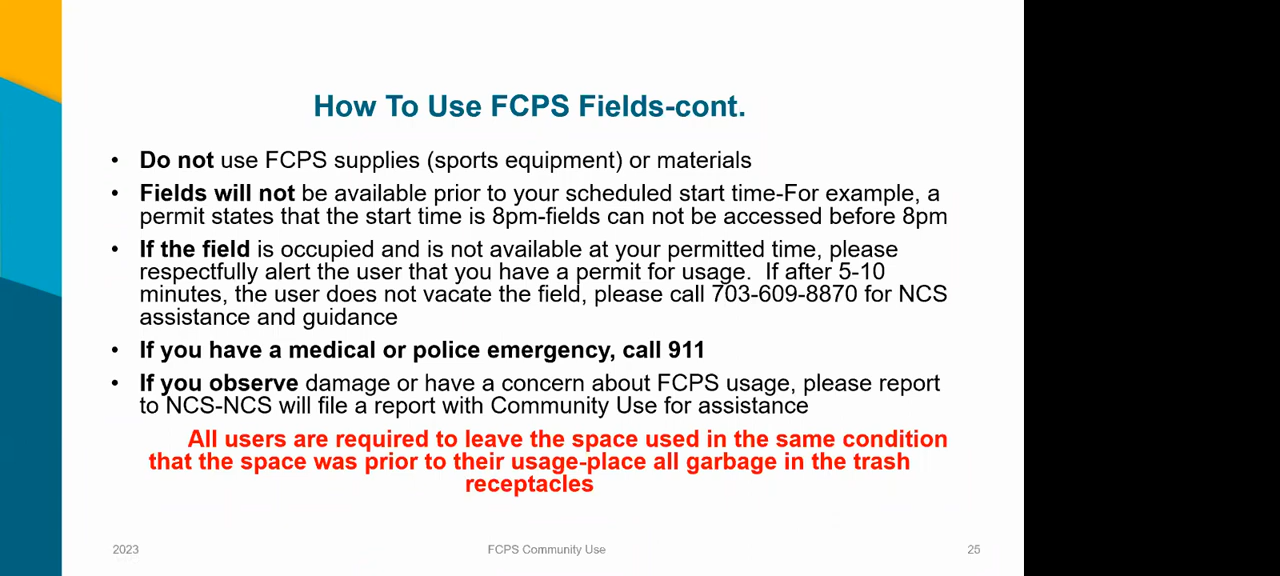 How To Use FCPS Fields-cont.
• Do not use FCPS supplies (sports equipment) or materials
• Fields will not be available prior to your scheduled start time-For example, a
permit states that the start time is 8pm-fields can not be accessed before 8pm
• If the field is occupied and is not available at your permitted time, please
respectfully alert the user that you have a permit for usage.  If after 5-10
minutes, the user does not vacate the field, please call 703-609-8870 for NCS
assistance and guidance
• If you have a medical or police emergency, call 911
• If you observe damage or have a concern about FCPS usage, please report
to NCS-NCS will file a report with Community Use for assistance
All users are required to leave the space used in the same condition
that the space was prior to their usage-place all garbage in the trash
receptacles
2023 FCPS Community Use 25